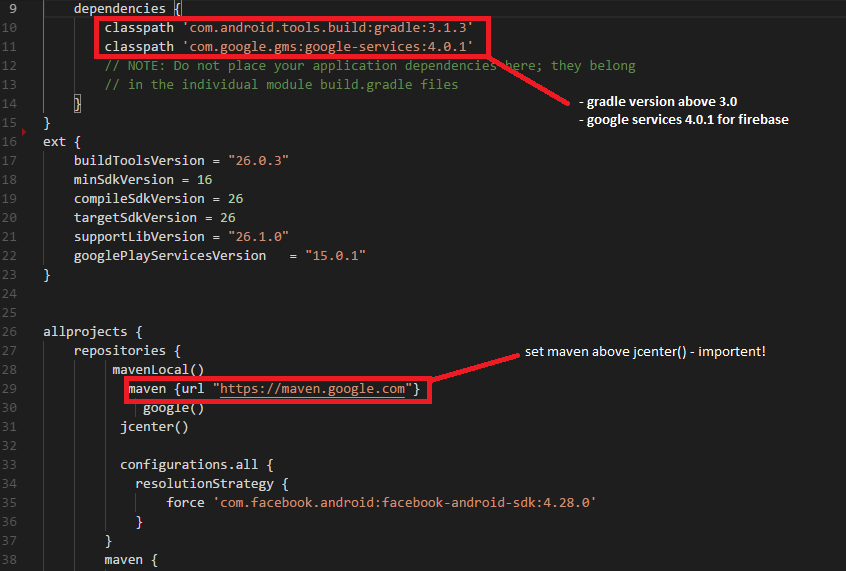 9 dependencies {
10 classpath 'com.android.tools.build:gradle:3.1.3'
11 classpath 'com.google.gms:google-services:4.0.1'
12 // NOTE: Do not place your application dependencies here; they belong
13 // in the individual module build.gradle files
14 }
- gradle version above 3.0
- google services 4.0.1 for firebase
15 }
16 ext {
17 buildToolsVersion = "26.0.3"
18 minSdkVersion = 16
19 compileSdkVersion = 26
20 targetSdkVersion = 26
21 supportLibVersion = "26.1.0"
22 googlePlayServicesVersion   = "15.0.1"
23 }
24
25
26 allprojects {
27 repositories {
set maven above jcenter() - importent!
28 mavenLocal()
29 maven {url "https://maven.google.com"}
30 google()
31 jcenter()
32
33 configurations.all {
34 resolutionStrategy {
35 force 'com.facebook.android:facebook-android-sdk:4.28.0'
36 }
37 }
38 maven {